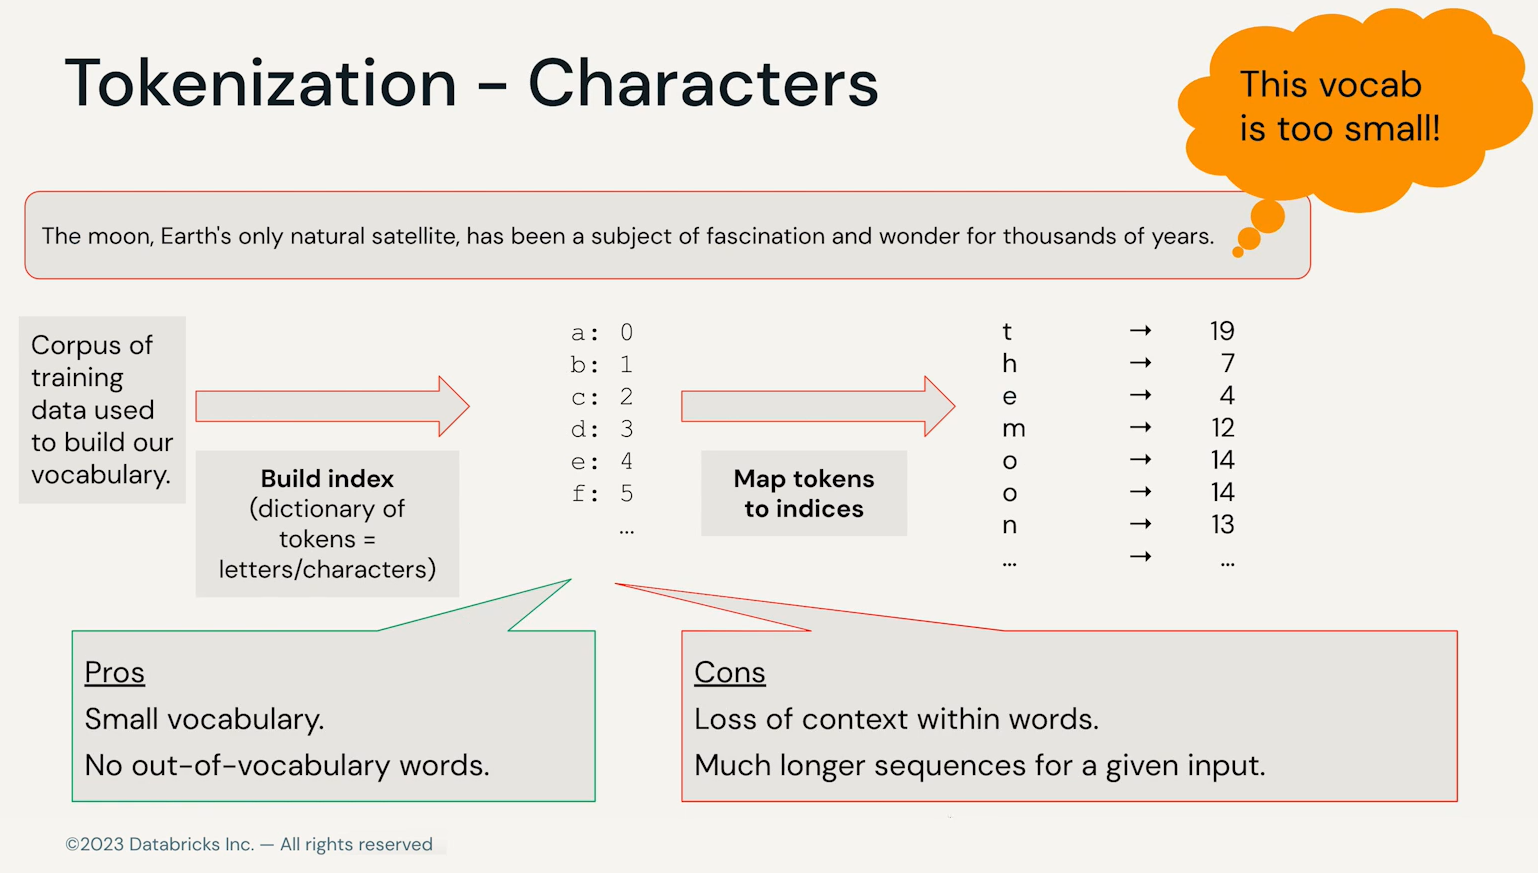 Tokenization - Characters
This vocab
is too small!
The moon, Earth's only natural satellite, has been a subject of fascination and wonder for thousands of years.
Corpus of
training
data used
to build our
vocabulary.
Build index
(dictionary of
tokens =
letters/characters)
a: 0
b: 1
c: 2
d: 3
e: 4
f: 5
...
Map tokens
to indices
t → 19
h → 7
e → 4
m → 12
o → 14
o → 14
n → 13
... → ...
Pros
Small vocabulary.
No out-of-vocabulary words.
Cons
Loss of context within words.
Much longer sequences for a given input.
©2023 Databricks Inc. — All rights reserved